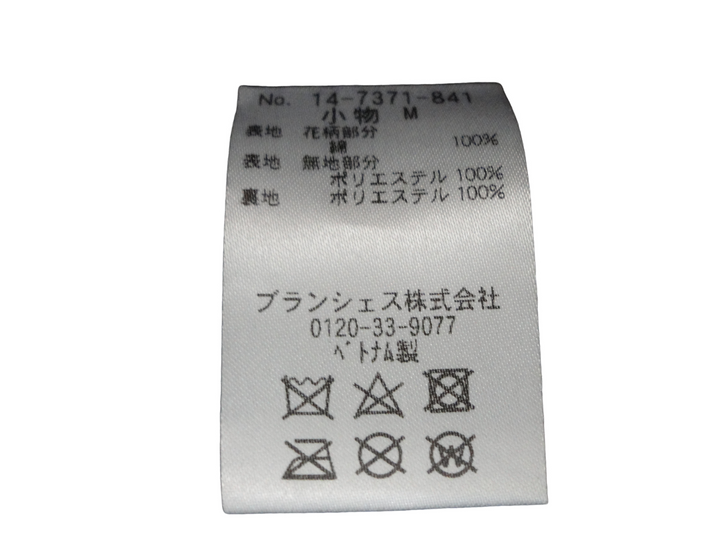 No. 14-7371-841
小物 M
表地 花柄部分
綿 100%
表地 無地部分
ポリエステル 100%
裏地 ポリエステル 100%
ブランシェス株式会社
0120-33-9077
ベトナム製
W